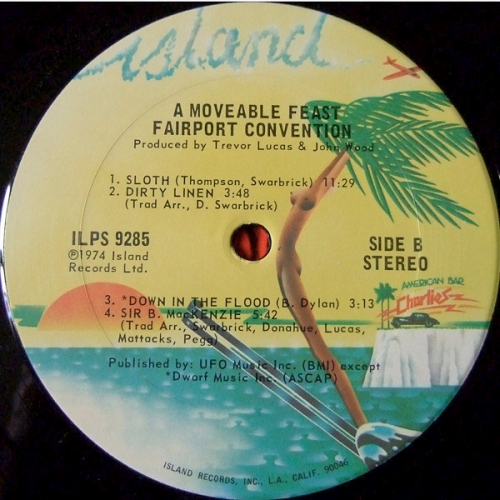 island
A MOVEABLE FEAST
FAIRPORT CONVENTION
Produced by Trevor Lucas & John Wood
1. SLOTH (Thompson, Swarbrick) 11:29
2. DIRTY LINEN 3:48
(Trad Arr., D. Swarbrick)
ILPS 9285
℗1974 Island
Records Ltd.
SIDE B
STEREO
AMERICAN BAR
Charlies
3. *DOWN IN THE FLOOD (B. Dylan) 3:13
4. SIR B. MacKENZIE 5:42
(Trad Arr., Swarbrick, Donahue, Lucas,
Mattacks, Pegg)
Published by: UFO Music Inc. (BMI) except
*Dwarf Music Inc. (ASCAP)
ISLAND RECORDS, INC., L.A., CALIF. 90046